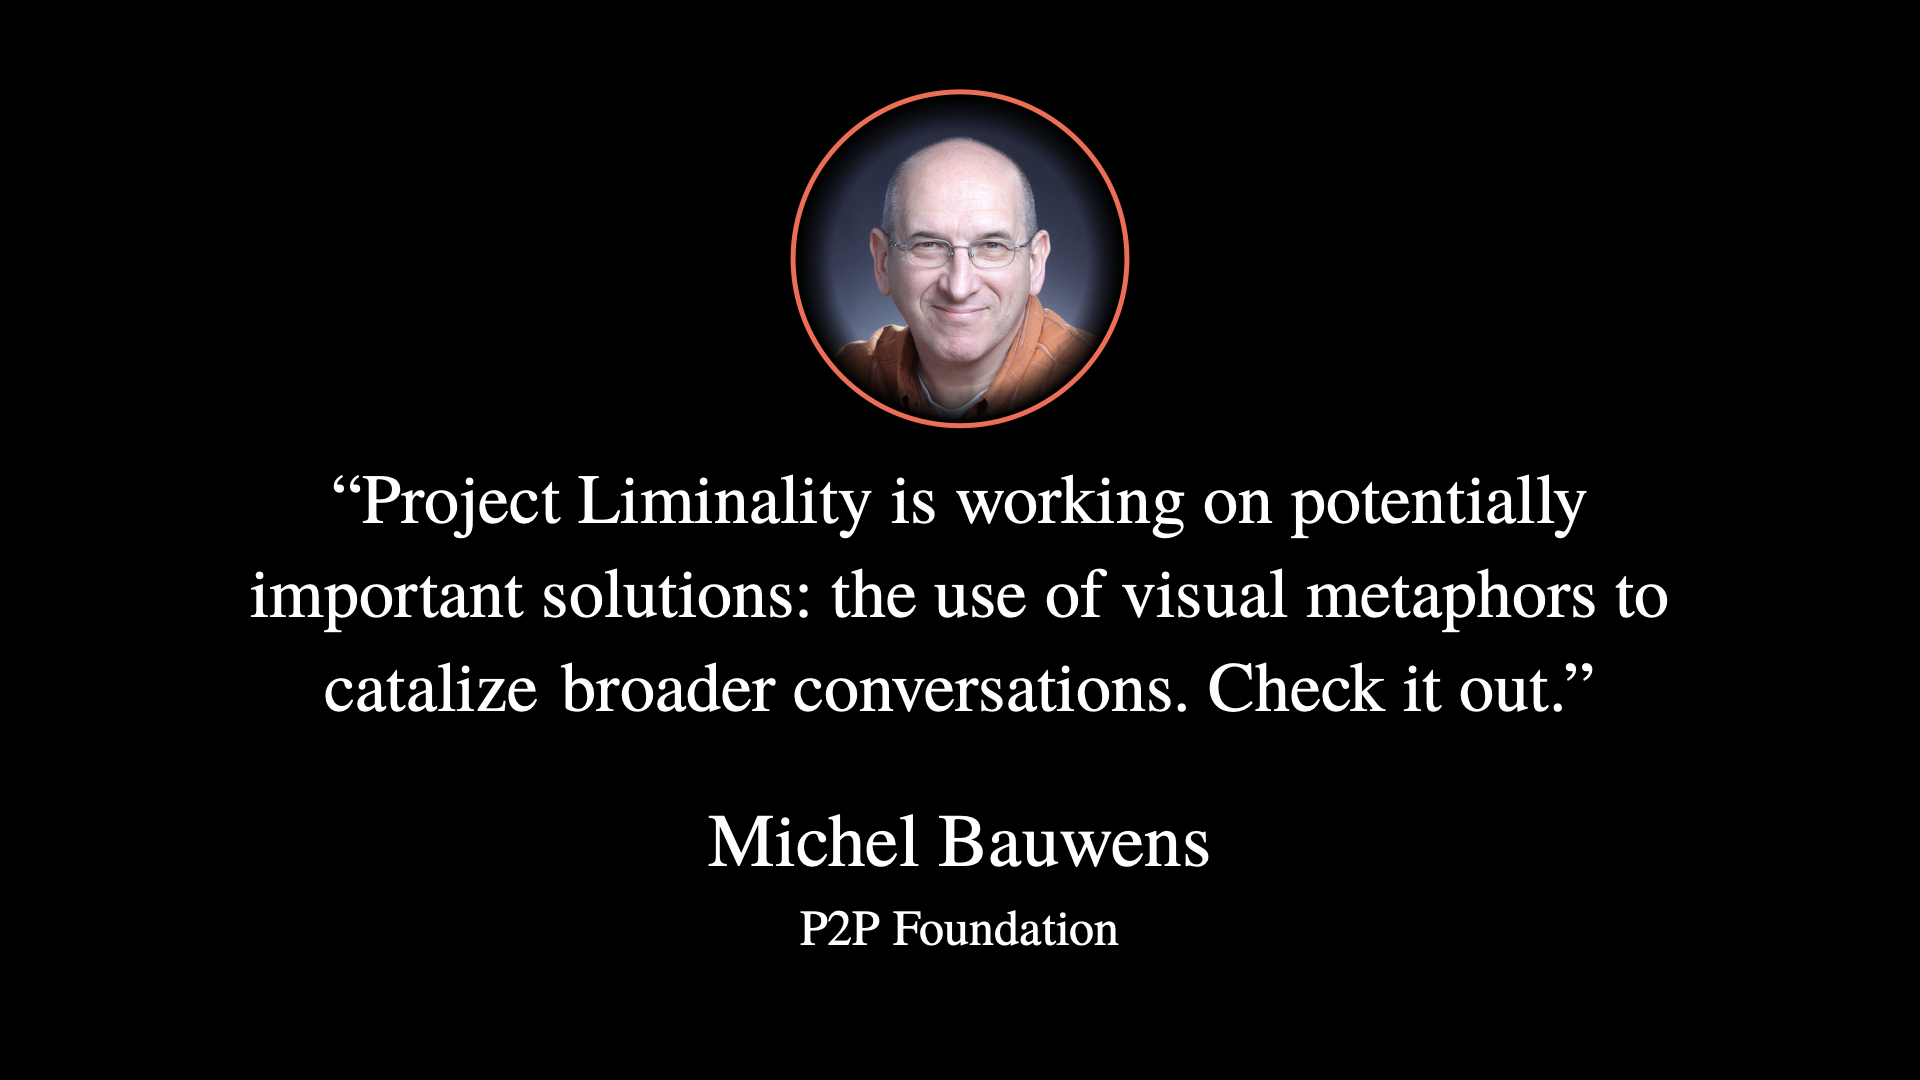 “Project Liminality is working on potentially
important solutions: the use of visual metaphors to
catalize broader conversations. Check it out.”
Michel Bauwens
P2P Foundation